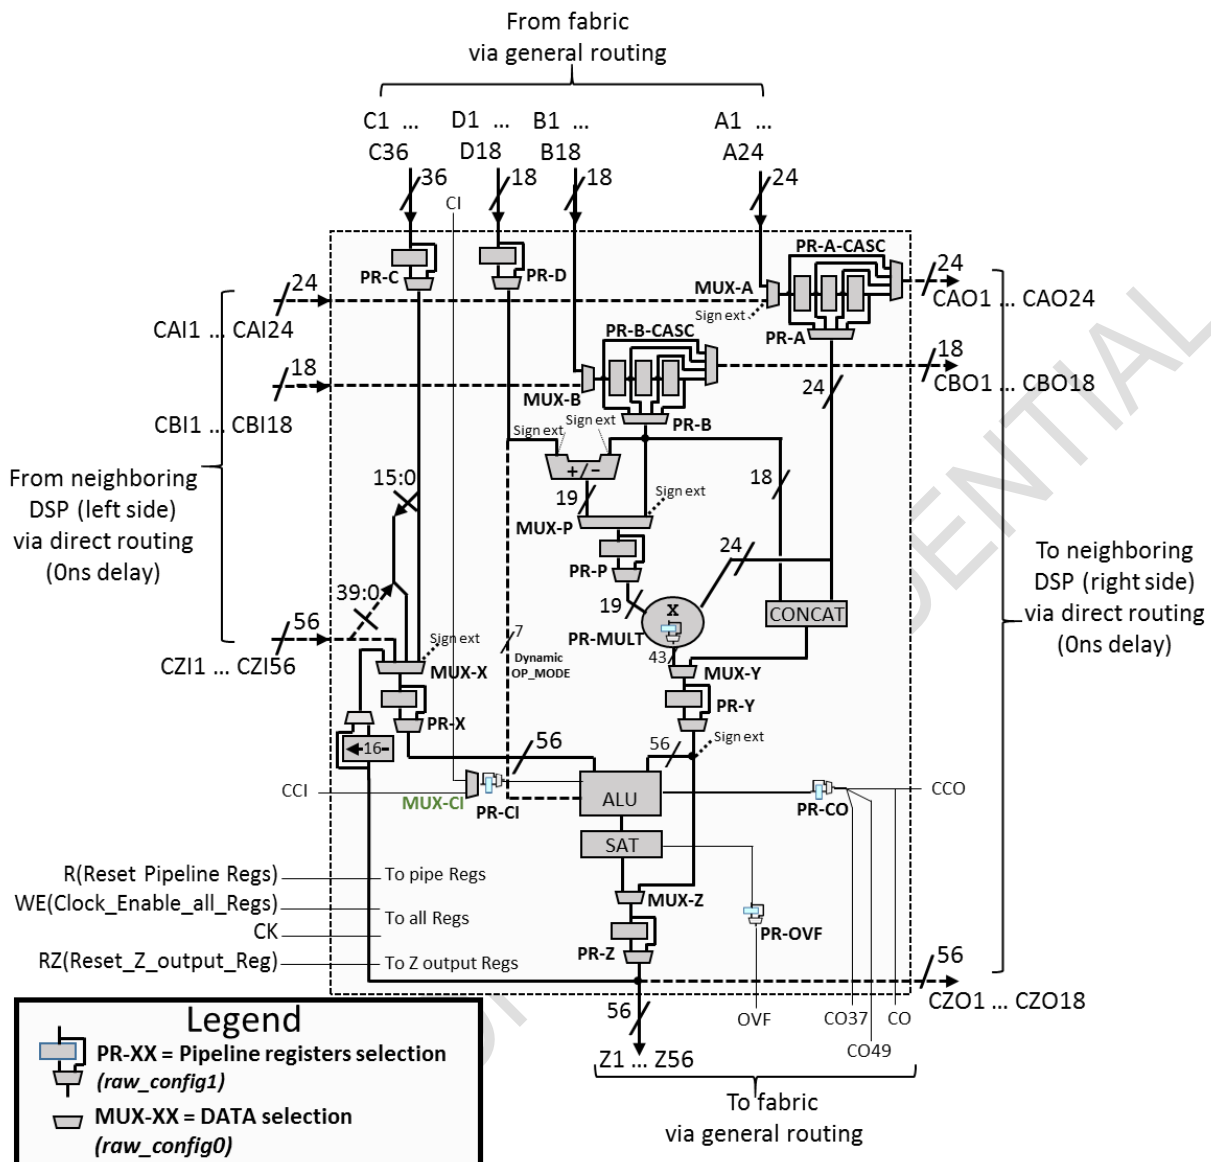 From fabric
via general routing
C1 ...
C36
D1 ...
D18
B1 ...
B18
A1 ...
A24
36
18
18
24
CI
PR-C
PR-D
PR-A-CASC
MUX-A
Sign ext
PR-A
24
CAO1 ... CAO24
24
CAI1 ... CAI24
PR-B-CASC
MUX-B
PR-B
18
CBO1 ... CBO18
18
CBI1 ... CBI18
24
Sign ext
Sign ext
+/−
19
18
Sign ext
MUX-P
PR-P
19
24
X
PR-MULT
43
CONCAT
From neighboring
DSP (left side)
via direct routing
(0ns delay)
15:0
39:0
56
CZI1 ... CZI56
Sign ext
MUX-X
PR-X
7
Dynamic
OP_MODE
MUX-Y
PR-Y
Sign ext
To neighboring
DSP (right side)
via direct routing
(0ns delay)
16
56
56
CCI
MUX-CI
PR-CI
ALU
PR-CO
CCO
SAT
MUX-Z
PR-Z
PR-OVF
R(Reset Pipeline Regs)
To pipe Regs
WE(Clock_Enable_all_Regs)
To all Regs
CK
RZ(Reset_Z_output_Reg)
To Z output Regs
56
CZO1 ... CZO18
56
OVF
CO37
CO
CO49
Z1 ... Z56
To fabric
via general routing
Legend
PR-XX = Pipeline registers selection
(raw_config1)
MUX-XX = DATA selection
(raw_config0)
DENTIAL